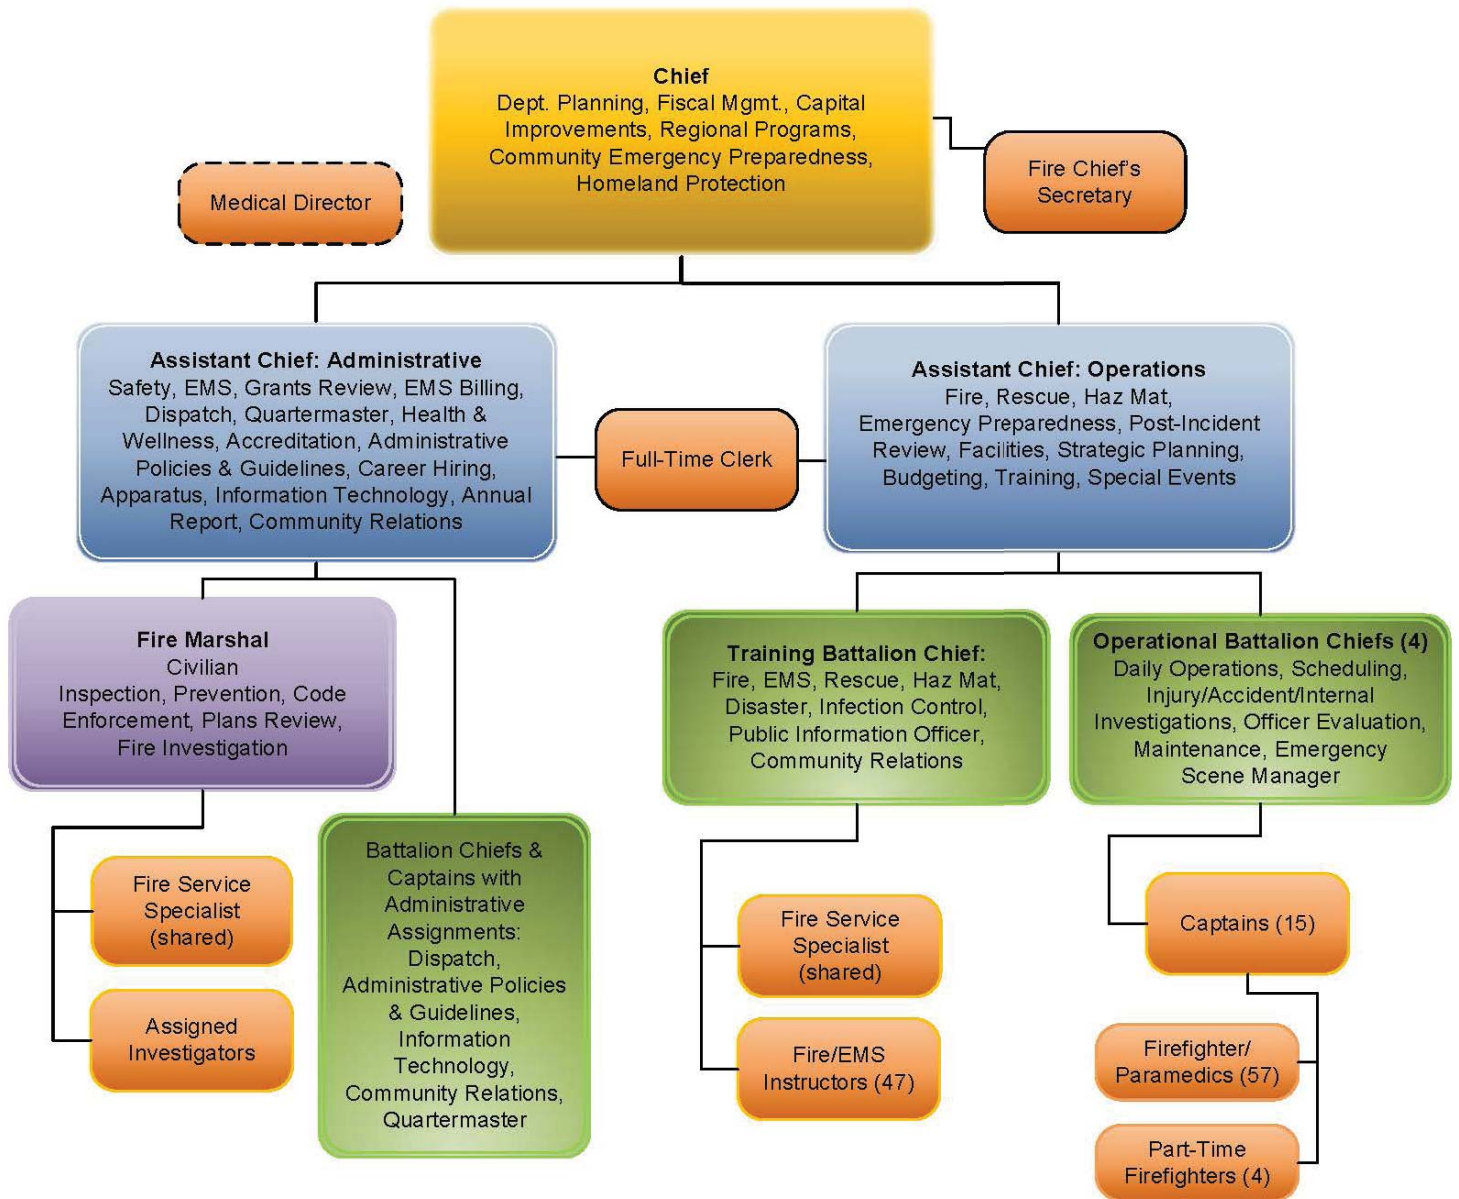 Chief
Dept. Planning, Fiscal Mgmt., Capital
Improvements, Regional Programs,
Community Emergency Preparedness,
Homeland Protection
Medical Director
Fire Chief's
Secretary
Assistant Chief: Administrative
Safety, EMS, Grants Review, EMS Billing,
Dispatch, Quartermaster, Health &
Wellness, Accreditation, Administrative
Policies & Guidelines, Career Hiring,
Apparatus, Information Technology, Annual
Report, Community Relations
Full-Time Clerk
Assistant Chief: Operations
Fire, Rescue, Haz Mat,
Emergency Preparedness, Post-Incident
Review, Facilities, Strategic Planning,
Budgeting, Training, Special Events
Fire Marshal
Civilian
Inspection, Prevention, Code
Enforcement, Plans Review,
Fire Investigation
Fire Service
Specialist
(shared)
Assigned
Investigators
Battalion Chiefs &
Captains with
Administrative
Assignments:
Dispatch,
Administrative Policies
& Guidelines,
Information
Technology,
Community Relations,
Quartermaster
Training Battalion Chief:
Fire, EMS, Rescue, Haz Mat,
Disaster, Infection Control,
Public Information Officer,
Community Relations
Fire Service
Specialist
(shared)
Fire/EMS
Instructors (47)
Operational Battalion Chiefs (4)
Daily Operations, Scheduling,
Injury/Accident/Internal
Investigations, Officer Evaluation,
Maintenance, Emergency
Scene Manager
Captains (15)
Firefighter/
Paramedics (57)
Part-Time
Firefighters (4)